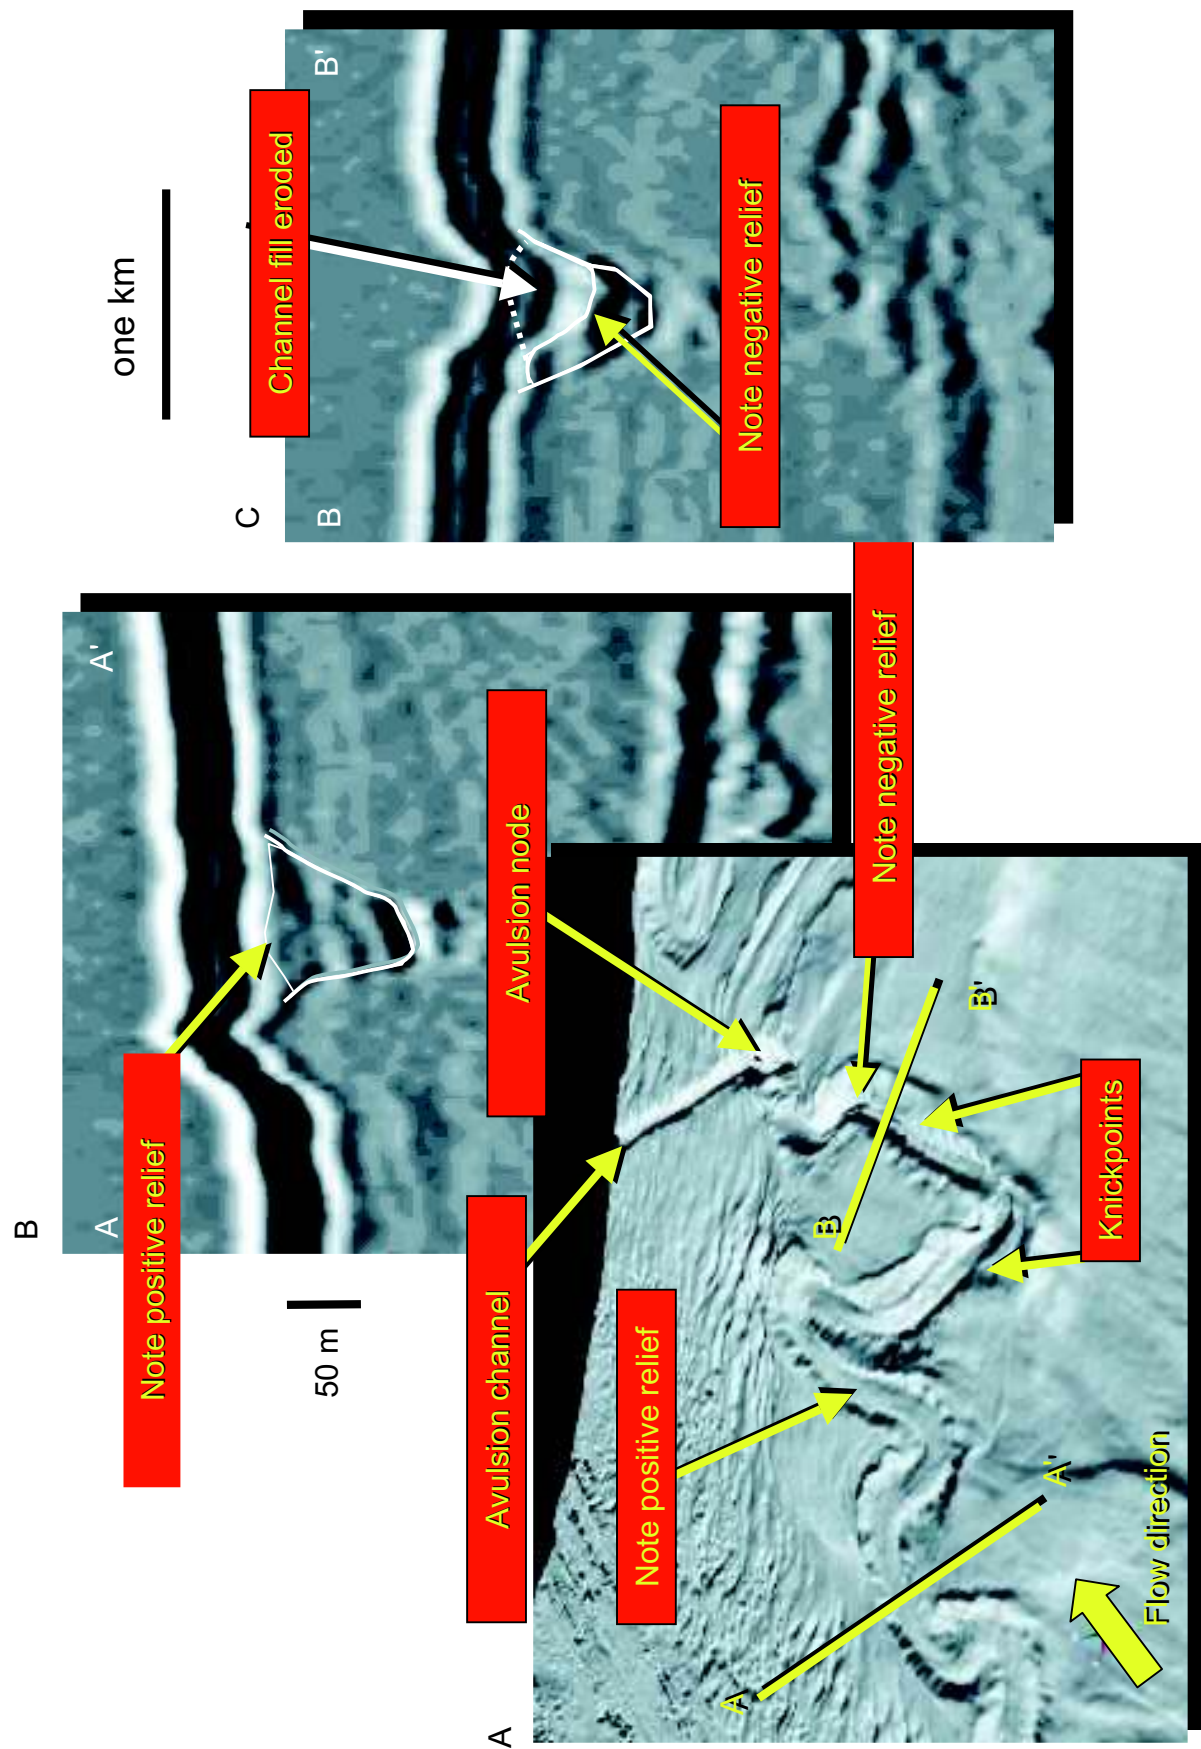 B
A
A'
Note positive relief
50 m
one km
C
B
B'
Channel fill eroded
Note negative relief
A
Avulsion channel
Avulsion node
Note positive relief
Note negative relief
Knickpoints
A
A'
B
B'
Flow direction